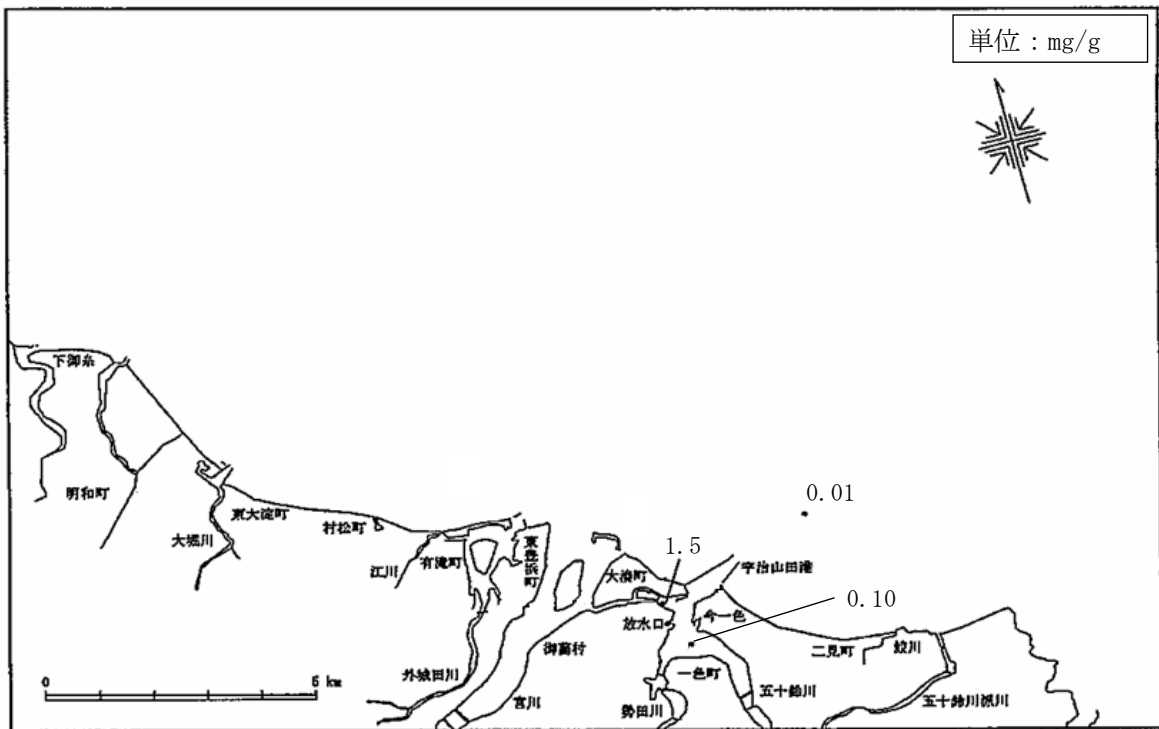 単位：mg/g
下御糸
明和町
大堀川
東大淀町
村松町
江川
有滝町
東豊浜町
外城田川
宮川
御薗村
大湊町
1.5
0.01
宇治山田港
放水口
今一色
0.10
一色町
勢田川
五十鈴川
二見町
鮫川
五十鈴川派川
0
6 km